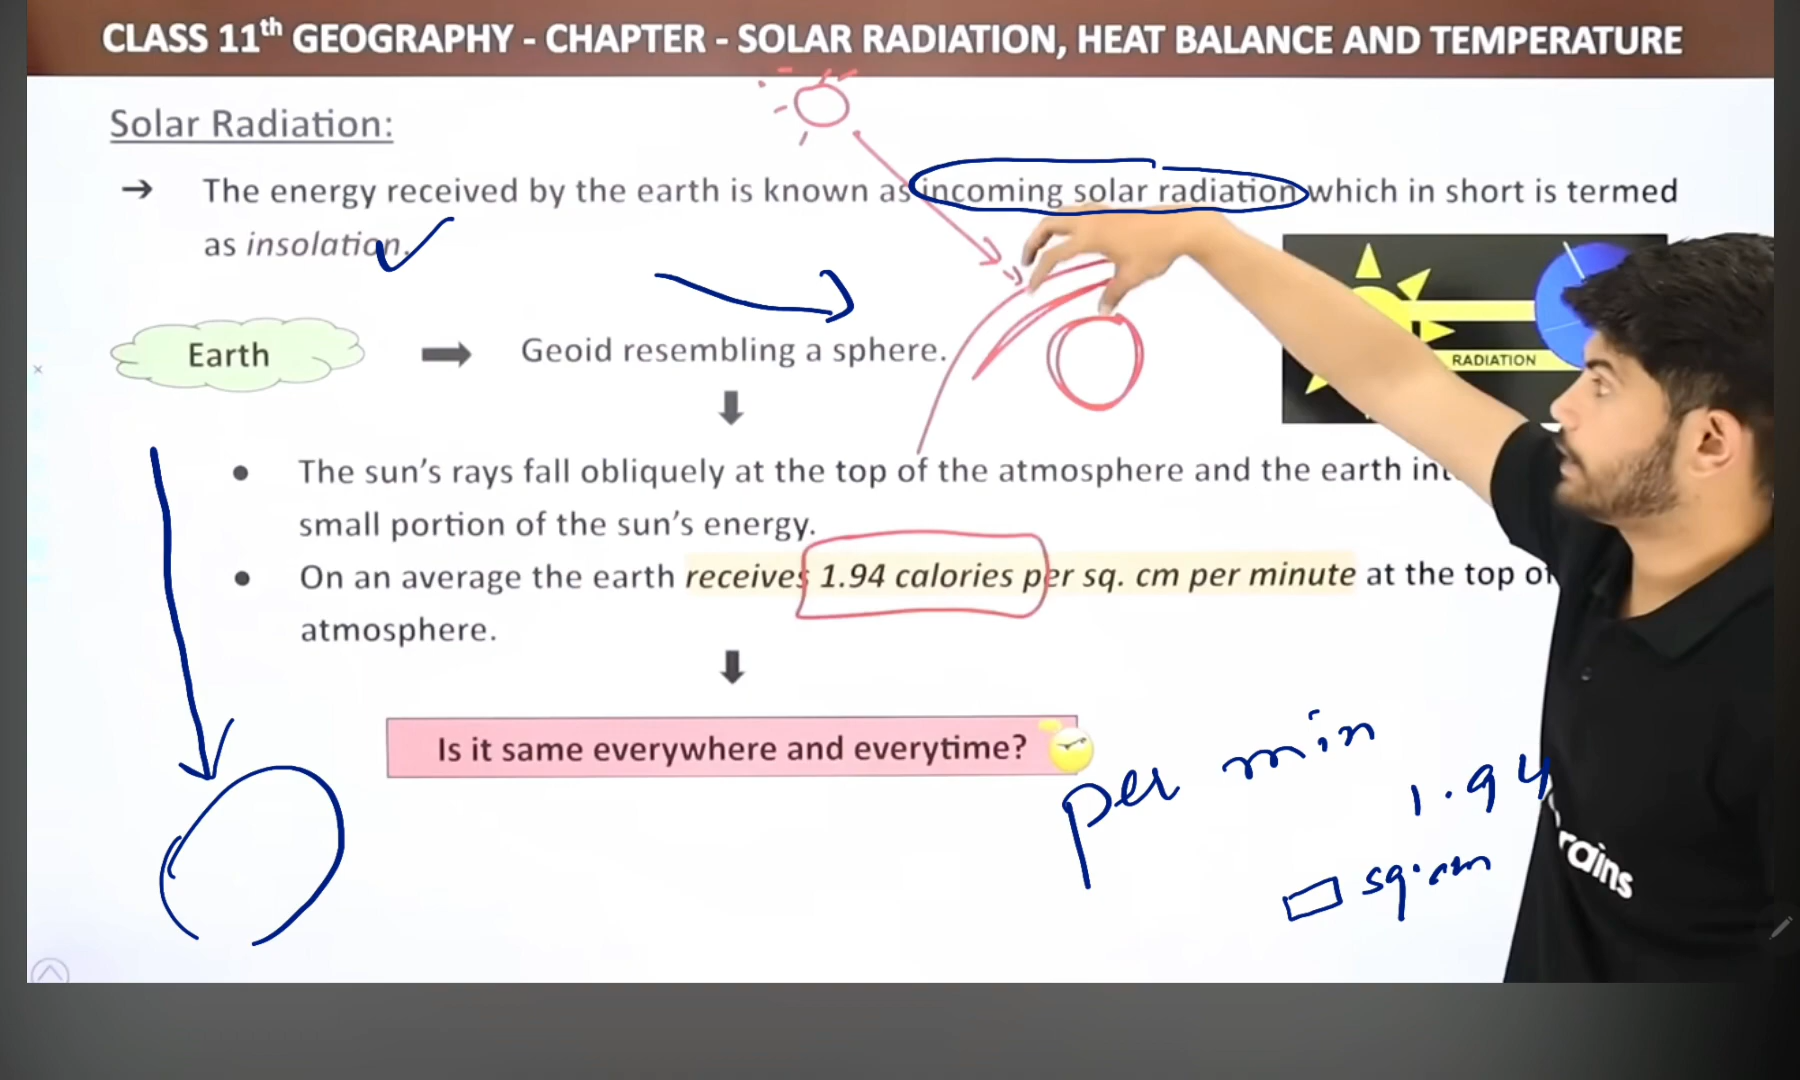 CLASS 11th GEOGRAPHY - CHAPTER - SOLAR RADIATION, HEAT BALANCE AND TEMPERATURE
Solar Radiation:
→ The energy received by the earth is known as incoming solar radiation which in short is termed
as insolation.
Earth
Geoid resembling a sphere.
RADIATION
• The sun's rays fall obliquely at the top of the atmosphere and the earth
small portion of the sun's energy.
• On an average the earth receives 1.94 calories per sq. cm per minute at the top of
atmosphere.
Is it same everywhere and everytime?
per min
1.94
sq.cm
rains